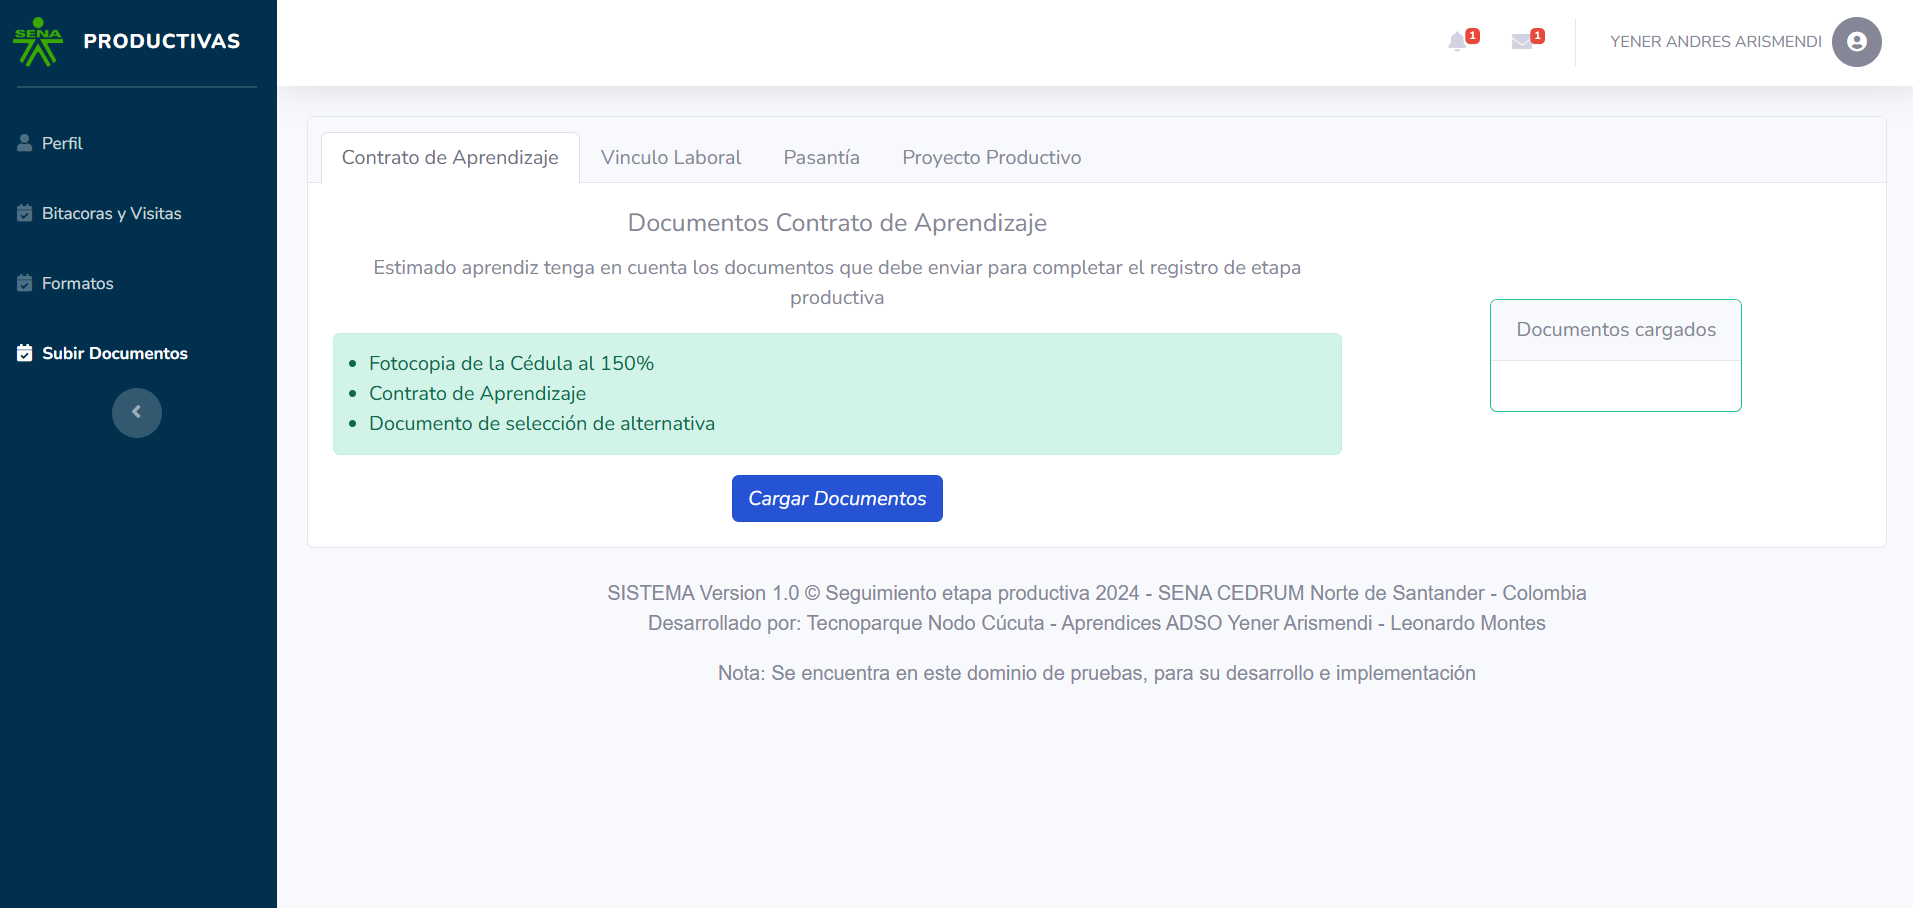 SENA
PRODUCTIVAS
1
1
YENER ANDRES ARISMENDI
Perfil
Bitacoras y Visitas
Formatos
Subir Documentos
Contrato de Aprendizaje
Vinculo Laboral
Pasantía
Proyecto Productivo
Documentos Contrato de Aprendizaje
Estimado aprendiz tenga en cuenta los documentos que debe enviar para completar el registro de etapa
productiva
Fotocopia de la Cédula al 150%
Contrato de Aprendizaje
Documento de selección de alternativa
Cargar Documentos
Documentos cargados
SISTEMA Version 1.0 © Seguimiento etapa productiva 2024 - SENA CEDRUM Norte de Santander - Colombia
Desarrollado por: Tecnoparque Nodo Cúcuta - Aprendices ADSO Yener Arismendi - Leonardo Montes
Nota: Se encuentra en este dominio de pruebas, para su desarrollo e implementación